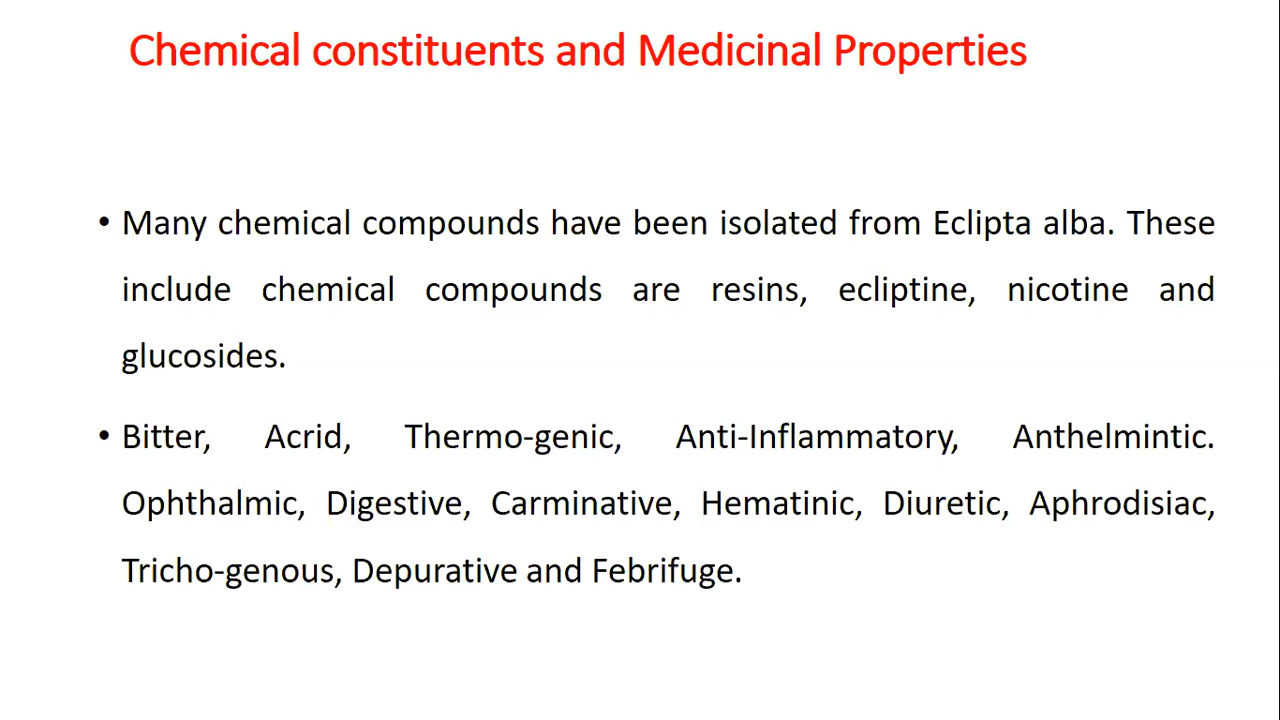 Chemical constituents and Medicinal Properties
• Many chemical compounds have been isolated from Eclipta alba. These
include chemical compounds are resins, ecliptine, nicotine and
glucosides.
• Bitter, Acrid, Thermo-genic, Anti-Inflammatory, Anthelmintic.
Ophthalmic, Digestive, Carminative, Hematinic, Diuretic, Aphrodisiac,
Tricho-genous, Depurative and Febrifuge.